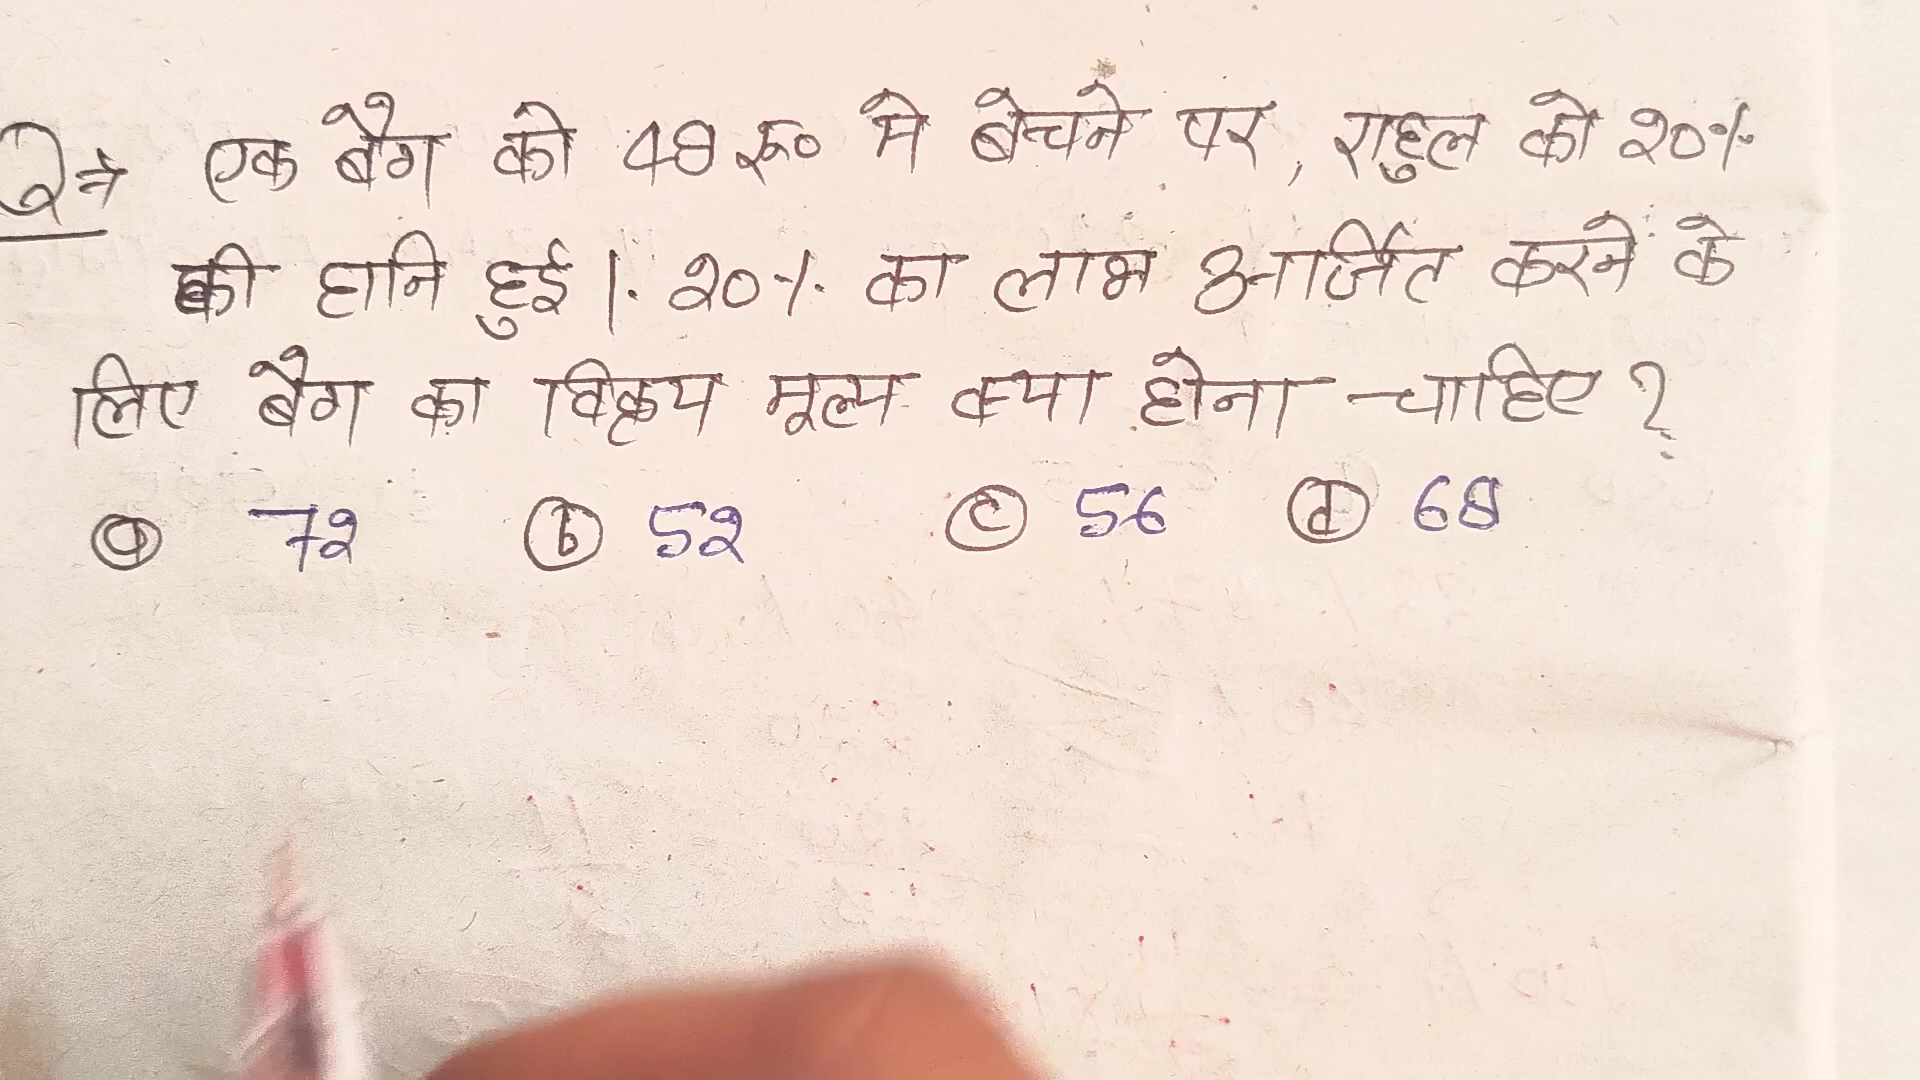 Q→ एक बैग को 48 रू० मे बेचने पर, राहुल को 20%
की हानि हुई |. 20% का लाभ अर्जित करने के
लिए बैग का विक्रय मूल्य क्या होना चाहिए ?
ⓐ 72 ⓑ 52 ⓒ 56 ⓓ 68